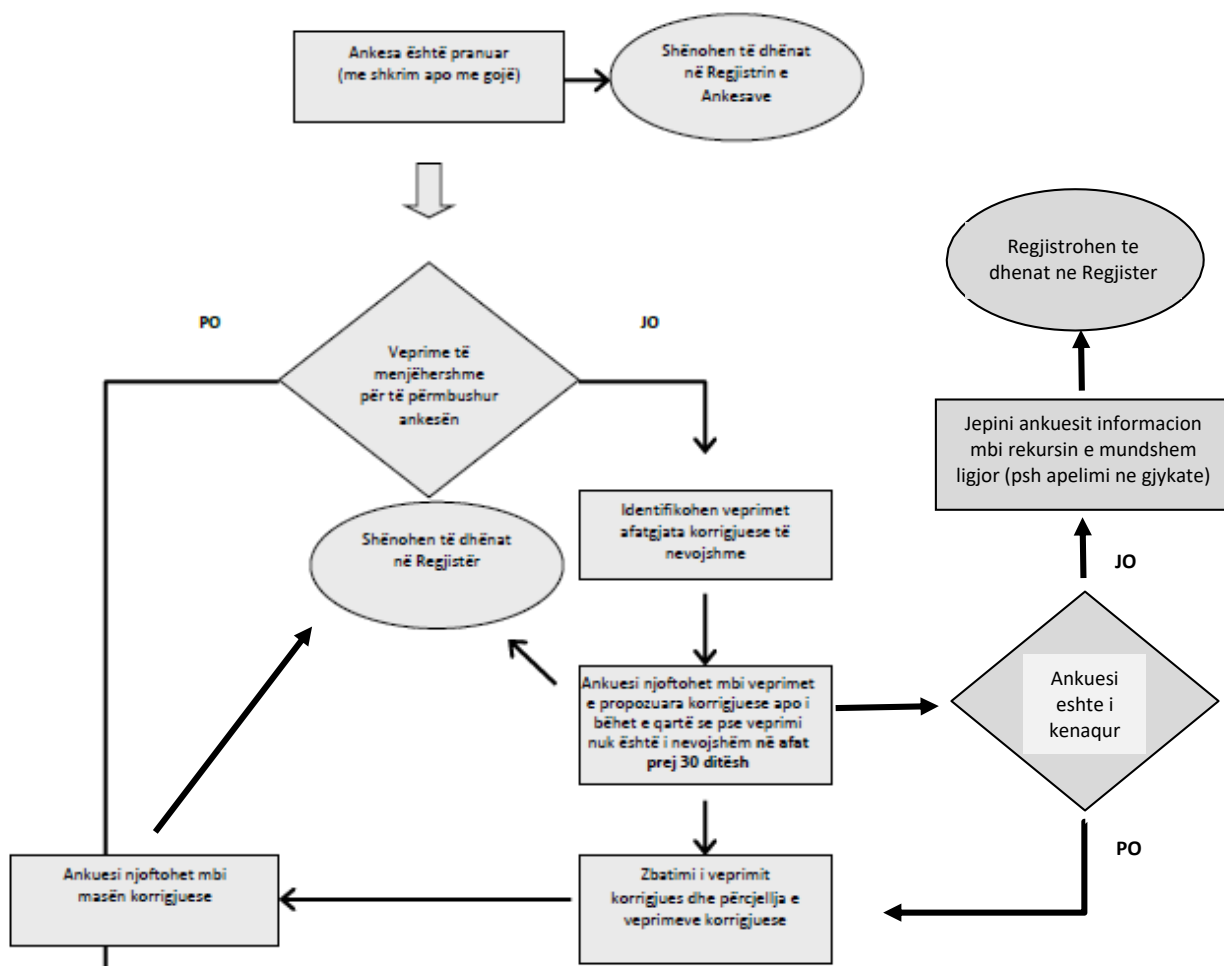 Ankesa është pranuar
(me shkrim apo me gojë)
Shënohen të dhënat
në Regjistrin e
Ankesave
Regjistrohen te
dhenat ne Regjister
PO
JO
Veprime të
menjëhershme
për të përmbushur
ankesën
Jepini ankuesit informacion
mbi rekursin e mundshem
ligjor (psh apelimi ne gjykate)
Identifikohen veprimet
afatgjata korrigjuese të
nevojshme
Shënohen të dhënat
në Regjistër
JO
Ankuesi njoftohet mbi veprimet
e propozuara korrigjuese apo i
bëhet e qartë se pse veprimi
nuk është i nevojshëm në afat
prej 30 ditësh
Ankuesi
eshte i
kenaqur
PO
Ankuesi njoftohet mbi
masën korrigjuese
Zbatimi i veprimit
korrigjues dhe përcjellja e
veprimeve korrigjuese